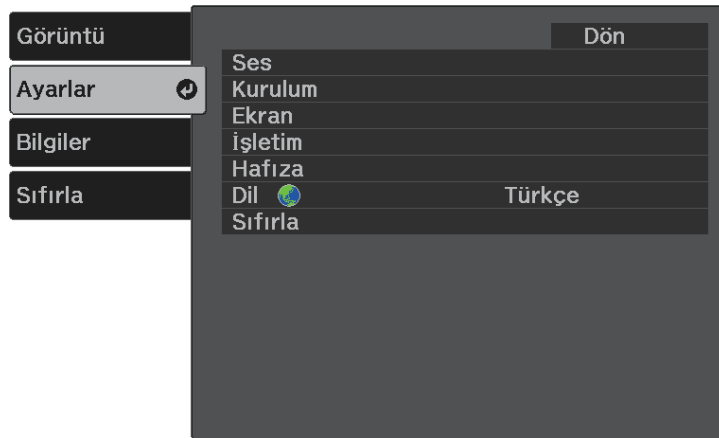 Görüntü
Ayarlar
Bilgiler
Sıfırla
Dön
Ses
Kurulum
Ekran
İşletim
Hafıza
Dil Türkçe
Sıfırla